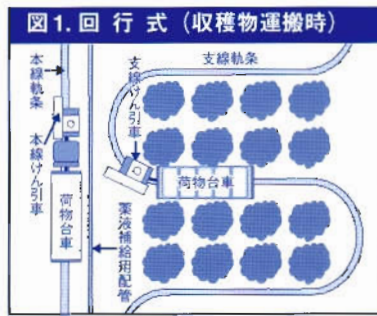 図1.回行式(収穫物運搬時)
本線軌条
本線けん引車
荷物台車
支線けん引車
支線軌条
荷物台車
薬液補給用配管